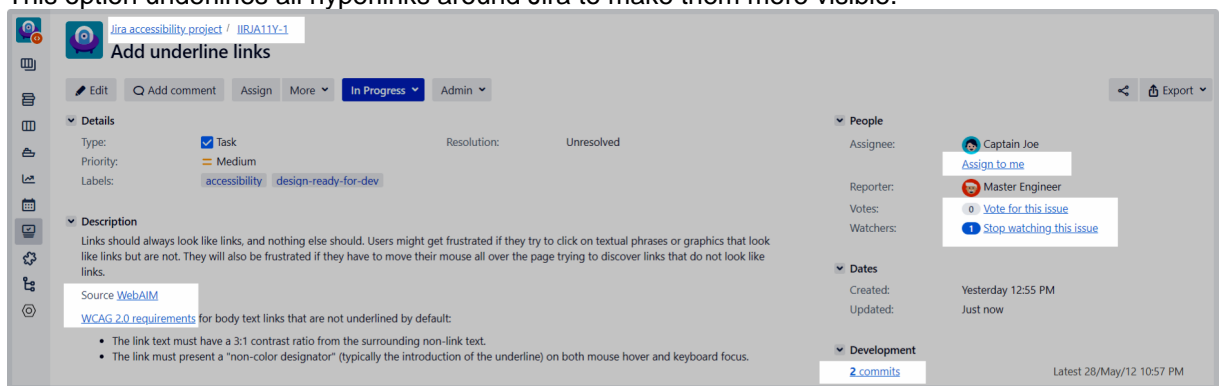 This option underlines all hyperlinks around Jira to make them more visible.
Jira accessibility project / IIRJA11Y-1
Add underline links
Edit Add comment Assign More In Progress Admin Export
Details
Type: Task Resolution: Unresolved
Priority: Medium
Labels: accessibility design-ready-for-dev
Description
Links should always look like links, and nothing else should. Users might get frustrated if they try to click on textual phrases or graphics that look
like links but are not. They will also be frustrated if they have to move their mouse all over the page trying to discover links that do not look like
links.
Source WebAIM
WCAG 2.0 requirements for body text links that are not underlined by default:
• The link text must have a 3:1 contrast ratio from the surrounding non-link text.
• The link must present a "non-color designator" (typically the introduction of the underline) on both mouse hover and keyboard focus.
People
Assignee: Captain Joe
Assign to me
Reporter: Master Engineer
Votes: 0 Vote for this issue
Watchers: 1 Stop watching this issue
Dates
Created: Yesterday 12:55 PM
Updated: Just now
Development
2 commits Latest 28/May/12 10:57 PM